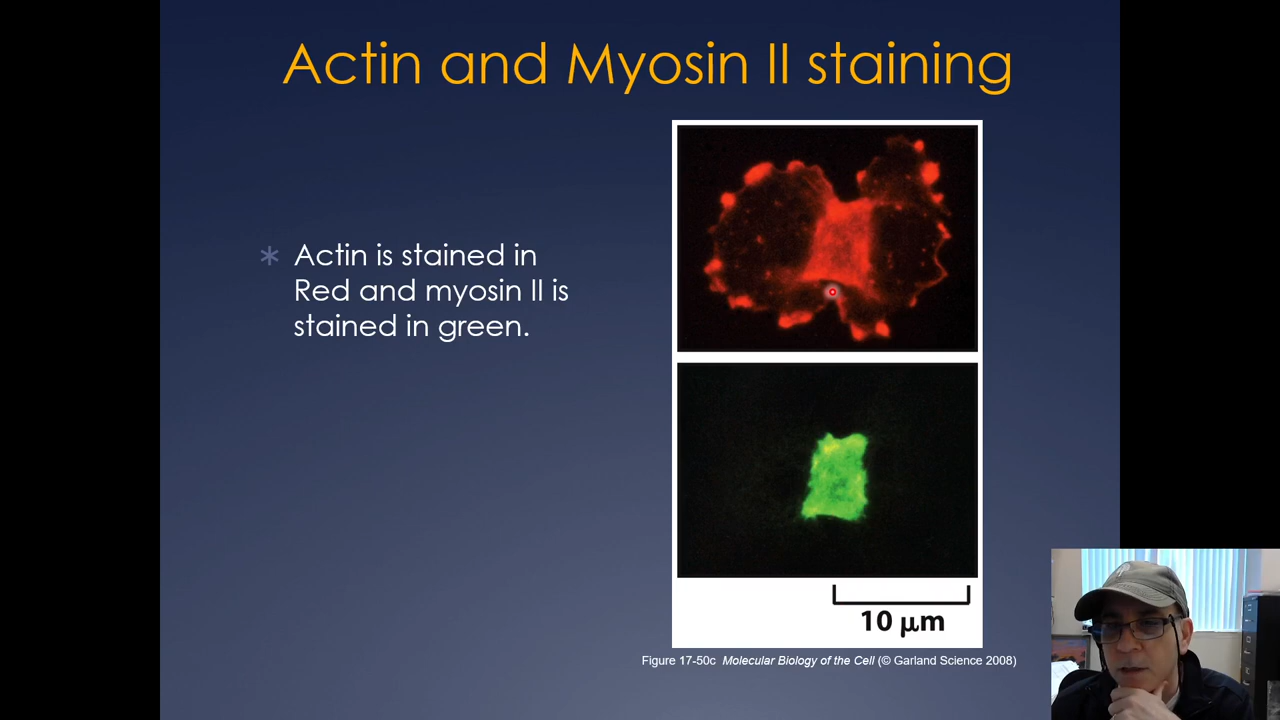 Actin and Myosin II staining
* Actin is stained in
Red and myosin II is
stained in green.
10 μm
Figure 17-50c Molecular Biology of the Cell (© Garland Science 2008)